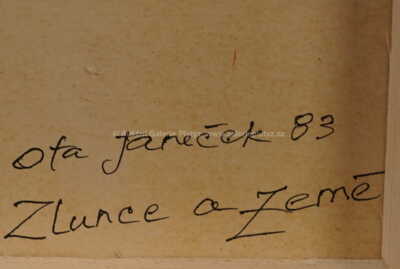 ota janeček 83
Zlunce a Země